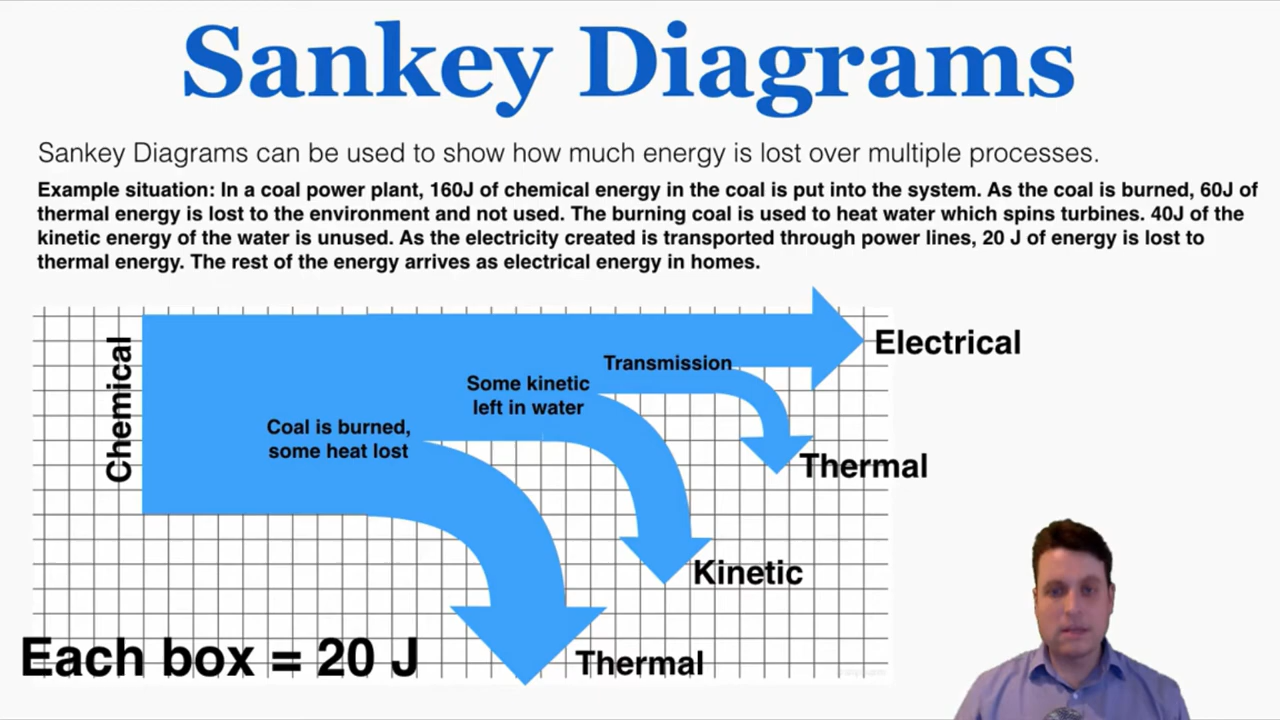 Sankey Diagrams
Sankey Diagrams can be used to show how much energy is lost over multiple processes.
Example situation: In a coal power plant, 160J of chemical energy in the coal is put into the system. As the coal is burned, 60J of
thermal energy is lost to the environment and not used. The burning coal is used to heat water which spins turbines. 40J of the
kinetic energy of the water is unused. As the electricity created is transported through power lines, 20 J of energy is lost to
thermal energy. The rest of the energy arrives as electrical energy in homes.
Chemical
Electrical
Transmission
Some kinetic
left in water
Coal is burned,
some heat lost
Thermal
Kinetic
Thermal
Each box = 20 J